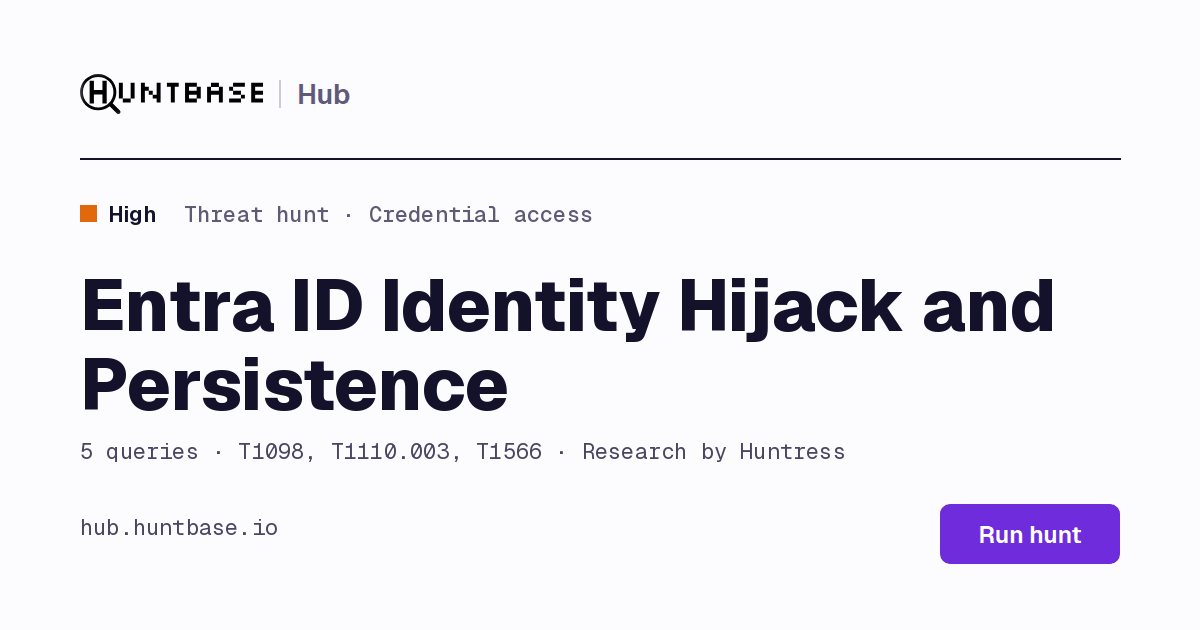 HUNTBASE Hub
High Threat hunt · Credential access
Entra ID Identity Hijack and
Persistence
5 queries · T1098, T1110.003, T1566 · Research by Huntress
hub.huntbase.io
Run hunt